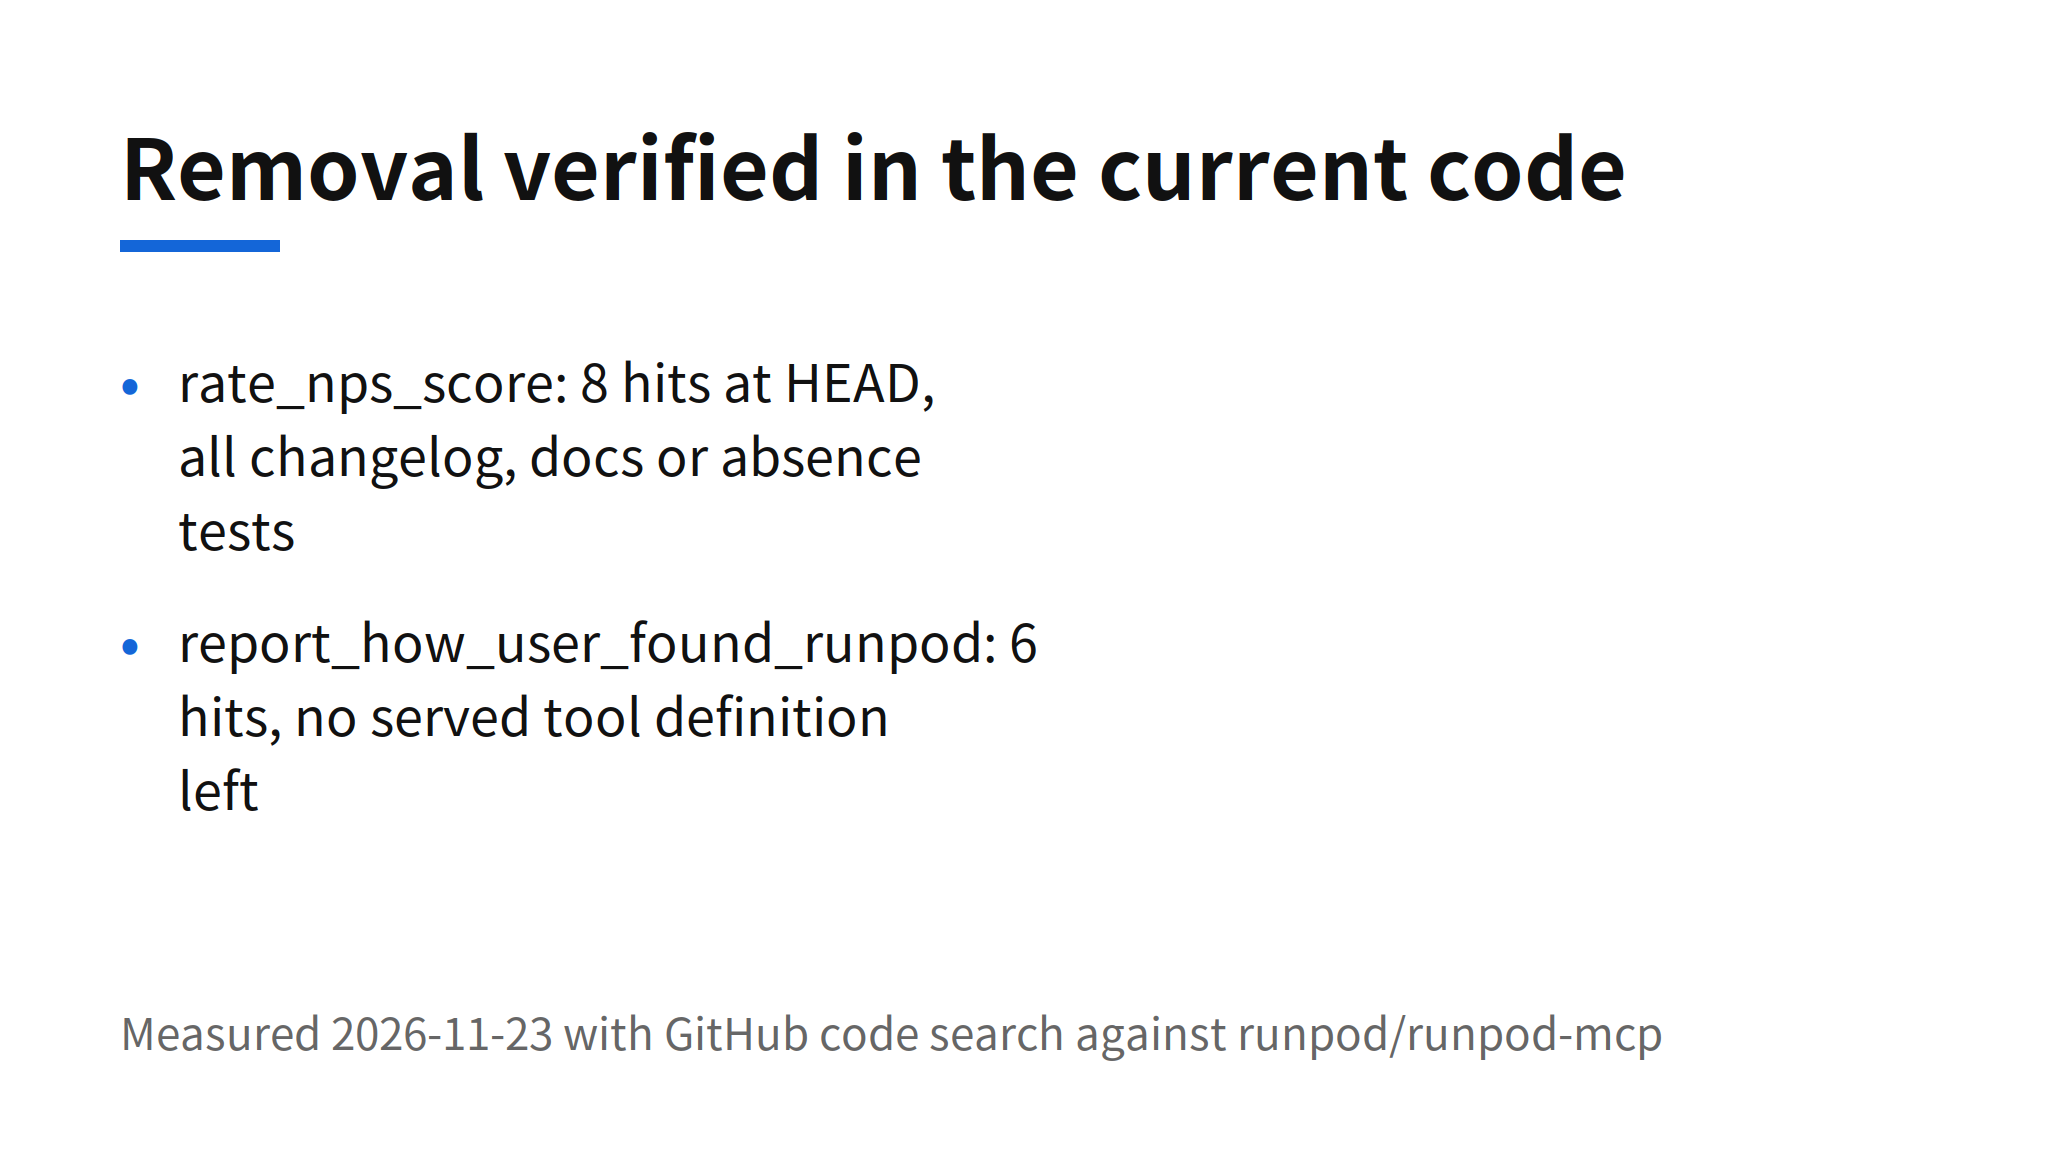 Removal verified in the current code
• rate_nps_score: 8 hits at HEAD,
all changelog, docs or absence
tests
• report_how_user_found_runpod: 6
hits, no served tool definition
left
Measured 2026-11-23 with GitHub code search against runpod/runpod-mcp